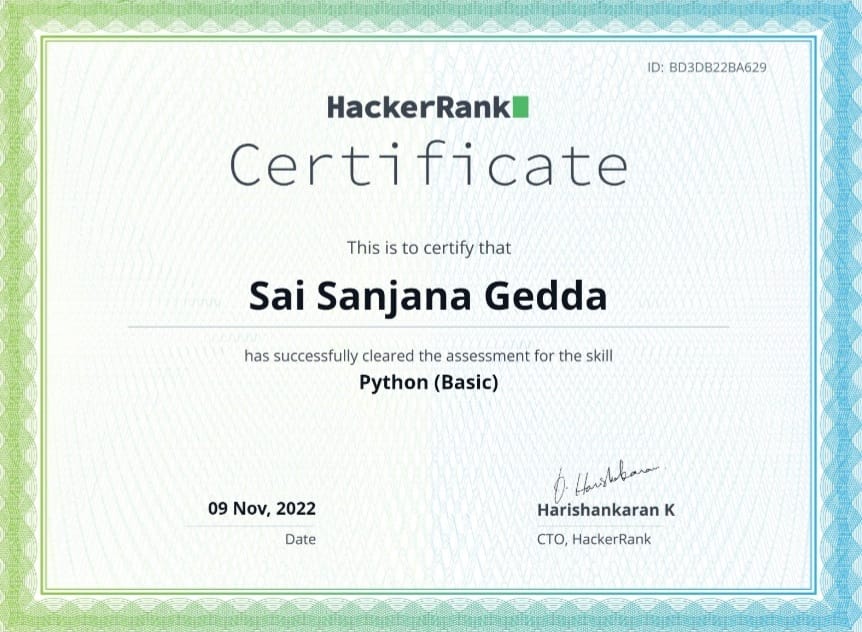 ID: BD3DB22BA629
HackerRank
Certificate
This is to certify that
Sai Sanjana Gedda
has successfully cleared the assessment for the skill
Python (Basic)
09 Nov, 2022
Date
Harishankaran K
CTO, HackerRank